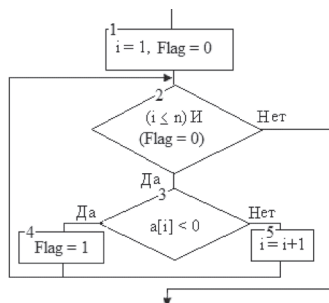 1
i = 1, Flag = 0
2
(i ≤ n) И
(Flag = 0)
Нет
Да
3
Да
Нет
4
a[i] < 0
5
Flag = 1
i = i+1